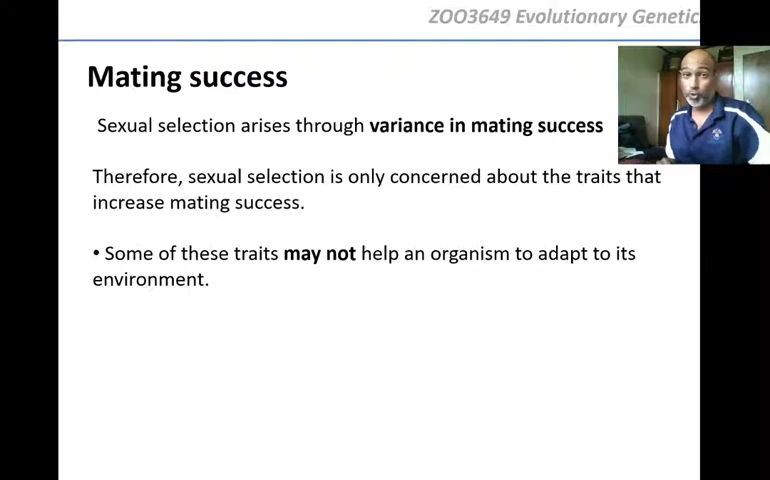 ZOO3649 Evolutionary Genetic
Mating success
Sexual selection arises through variance in mating success
Therefore, sexual selection is only concerned about the traits that
increase mating success.
• Some of these traits may not help an organism to adapt to its
environment.